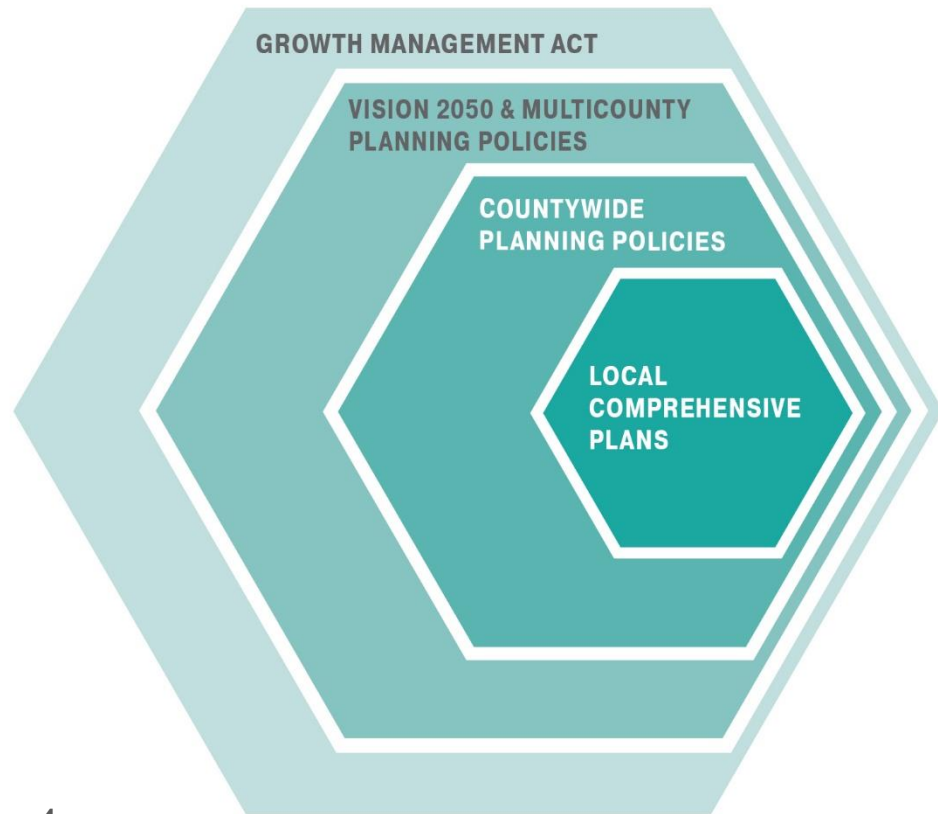 GROWTH MANAGEMENT ACT
VISION 2050 & MULTICOUNTY
PLANNING POLICIES
COUNTYWIDE
PLANNING POLICIES
LOCAL
COMPREHENSIVE
PLANS